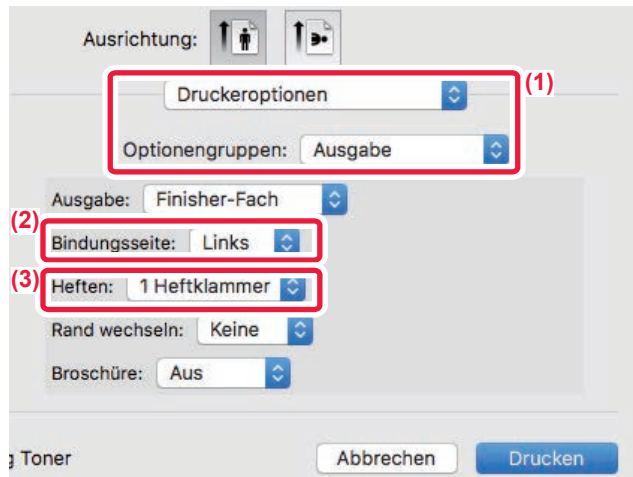 Ausrichtung:
(1)
Druckeroptionen
Optionengruppen: Ausgabe
Ausgabe: Finisher-Fach
(2)
Bindungsseite: Links
(3)
Heften: 1 Heftklammer
Rand wechseln: Keine
Broschüre: Aus
Toner
Abbrechen
Drucken